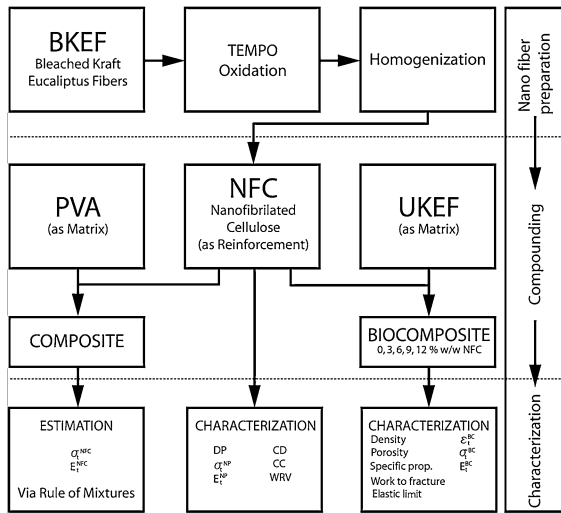 BKEF
Bleached Kraft
Eucaliptus Fibers
TEMPO
Oxidation
Homogenization
Nano fiber
preparation
PVA
(as Matrix)
NFC
Nanofibrilated
Cellulose
(as Reinforcement)
UKEF
(as Matrix)
Compounding
COMPOSITE
BIOCOMPOSITE
0, 3, 6, 9, 12 % w/w NFC
ESTIMATION
σₜᴺᶠᶜ
Eₜᴺᶠᶜ
Via Rule of Mixtures
CHARACTERIZATION
DP CD
σₜᴺᴾ CC
Eₜᴺᴾ WRV
CHARACTERIZATION
Density εₜᴮᶜ
Porosity σₜᴮᶜ
Specific prop. Eₜᴮᶜ
Work to fracture
Elastic limit
Characterization